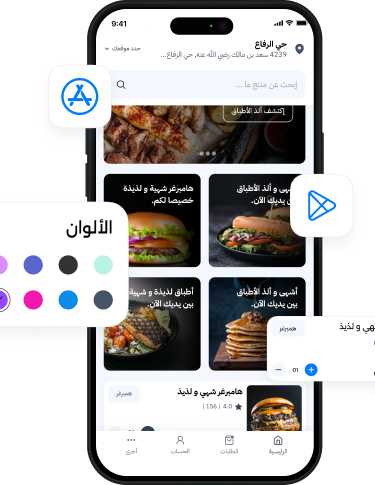 9:41
حي الرفاع
4239 سعد بن مالك رضي الله عنه, حي الرفاع...
حدد موقعك
إبحث عن منتج ما ...
إكتشف ألذ الأطباق
أشهى و ألذ الأطباق
بين يديك الآن.
هامبرغر شهية و لذيذة
خصيصا لكم.
الألوان
أشهى و ألذ الأطباق
بين يديك الآن.
أطباق لذيذة و شهية
بين يديك الآن.
هي و لذيذ
همبرغر
01
هامبرغر شهي و لذيذ
4.0 (156)
همبرغر
الرئيسية
الطلبات
الحساب
أخرى